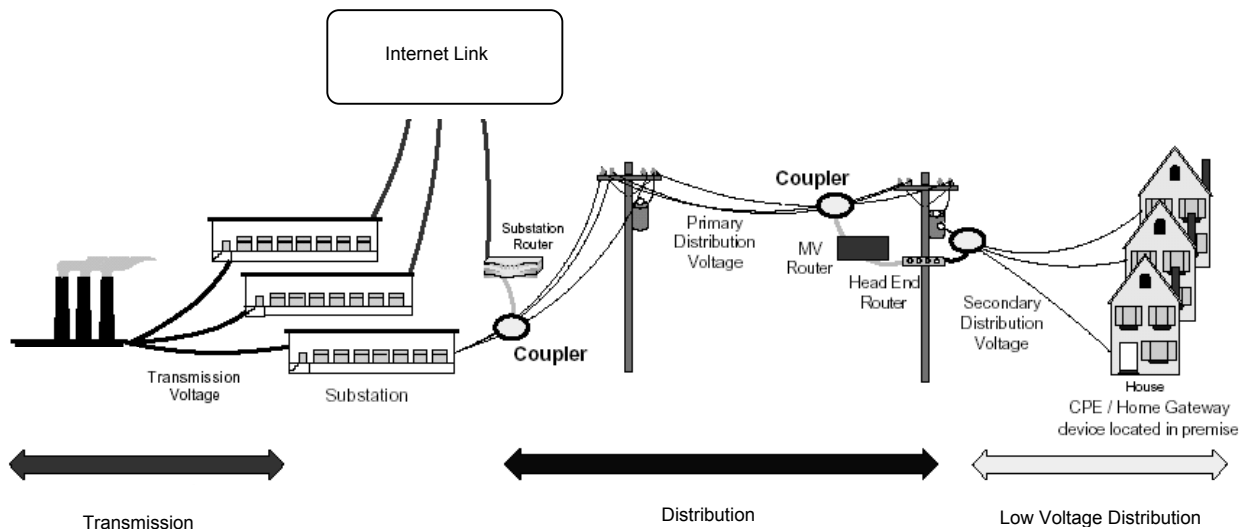 Internet Link
Substation
Router
Coupler
Primary
Distribution
Voltage
Coupler
MV
Router
Head End
Router
Secondary
Distribution
Voltage
Transmission
Voltage
Substation
House
CPE / Home Gateway
device located in premise
Transmission
Distribution
Low Voltage Distribution